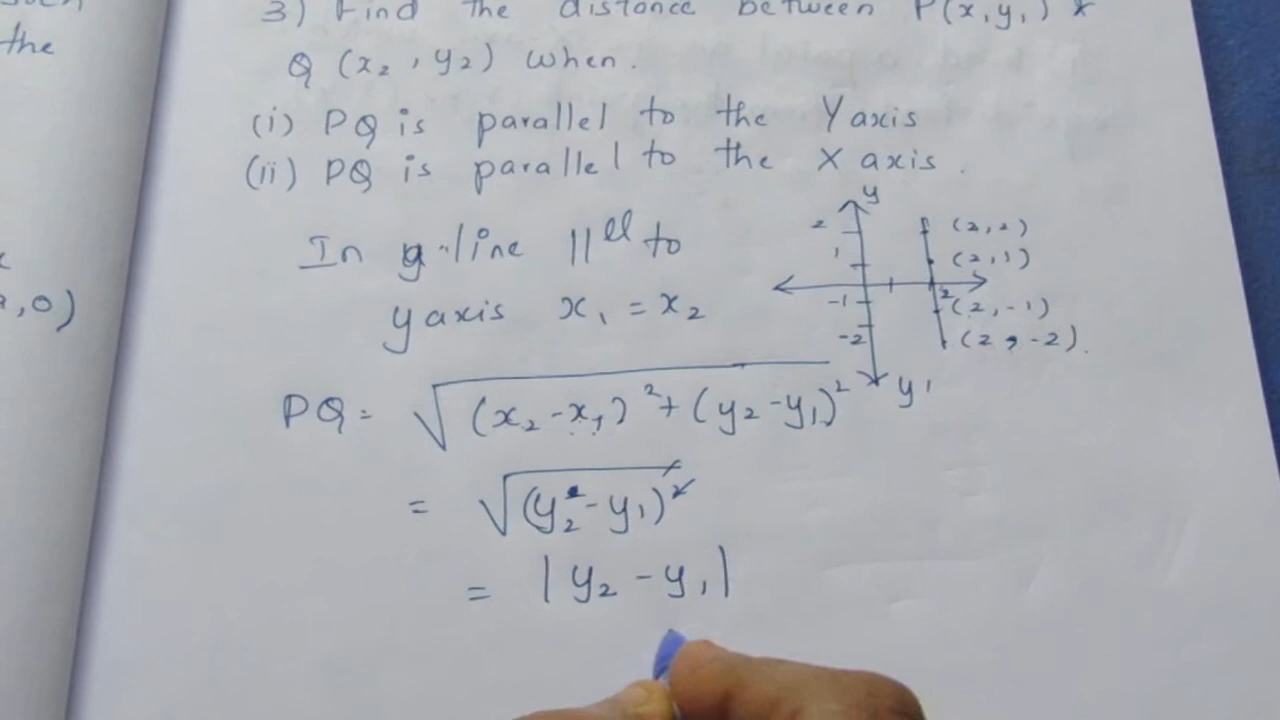 the
,0)
3) Find the distance between P(x,y₁) &
Q (x₂, y₂) when.
(i) PQ is parallel to the Y axis
(ii) PQ is parallel to the X axis.
In a line ||el to
y axis x₁ = x₂
y
2
1
-1
-2
2
(2,2)
(2,1)
(2,-1)
(2,-2).
y'
PQ = √(x₂-x₁)² + (y₂-y₁)²
= √(y₂-y₁)²
= |y₂ - y₁|